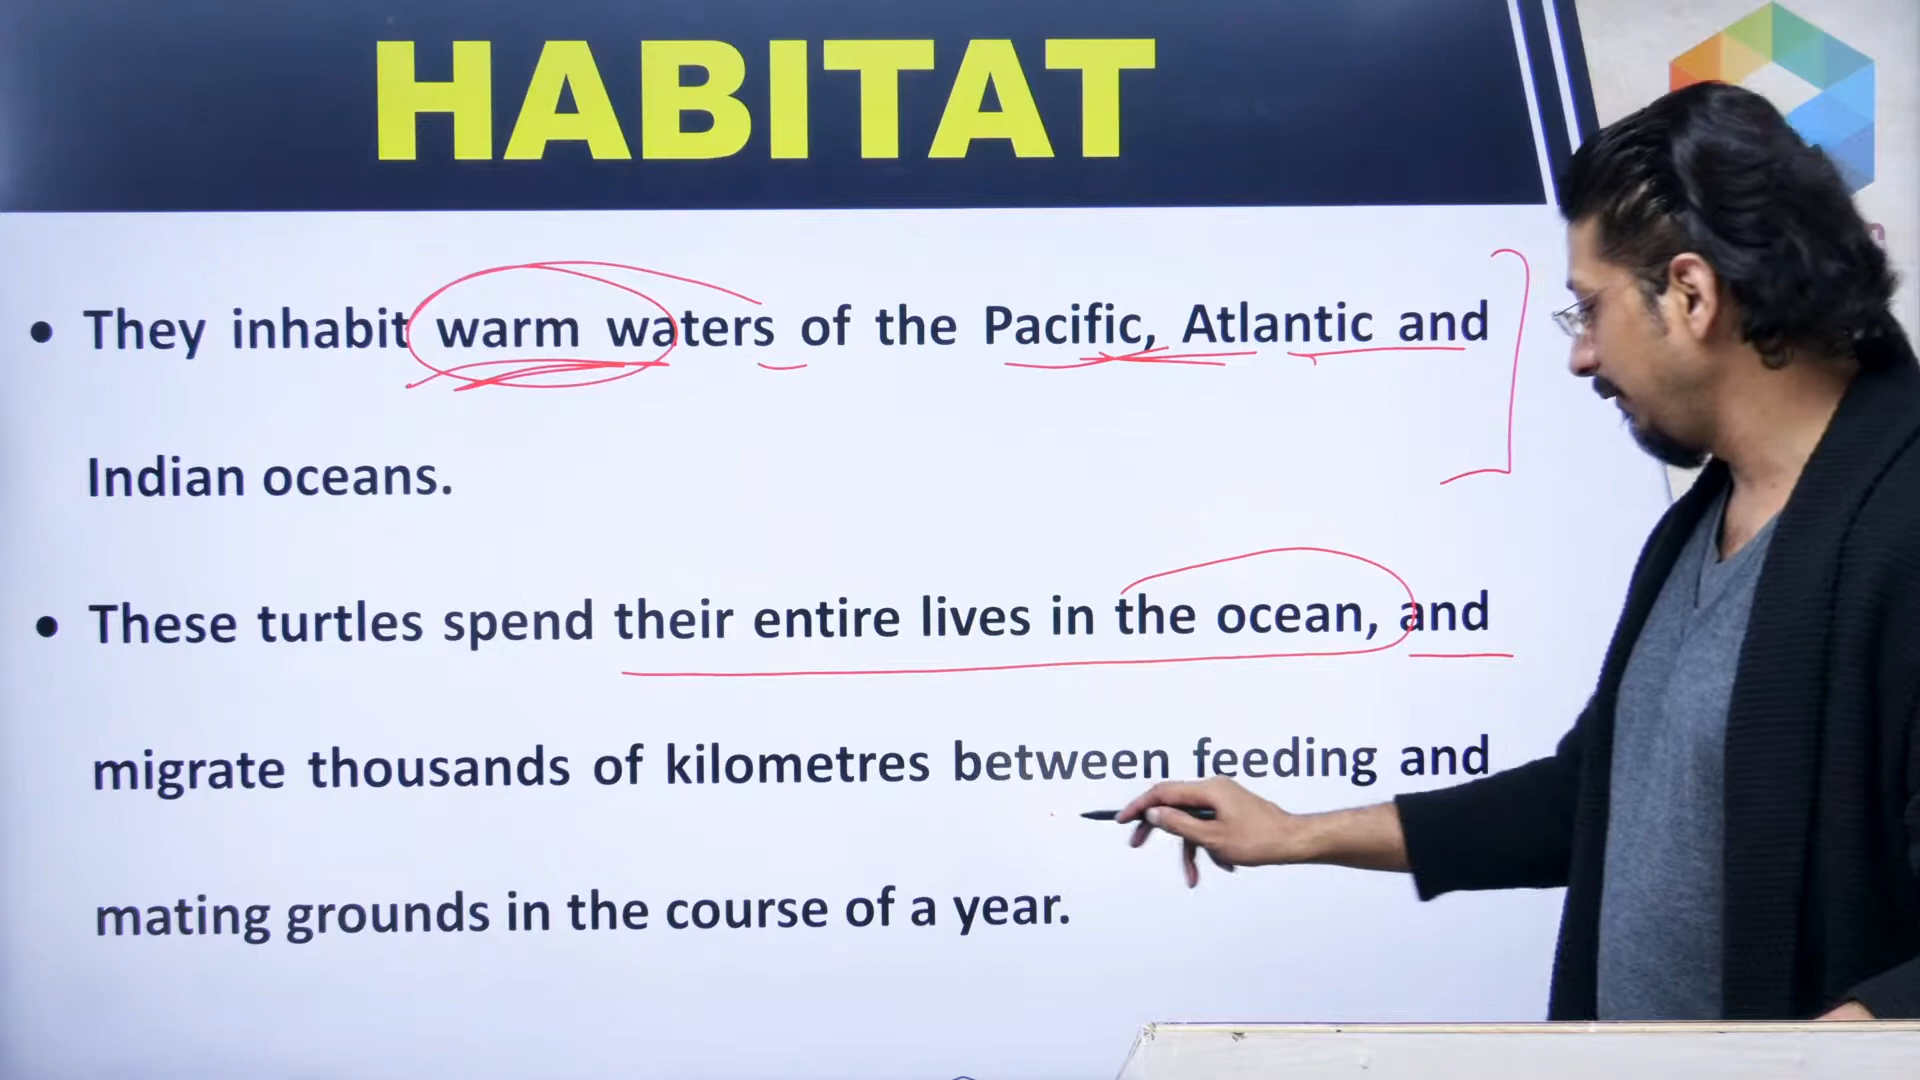 HABITAT
• They inhabit warm waters of the Pacific, Atlantic and
Indian oceans.
• These turtles spend their entire lives in the ocean, and
migrate thousands of kilometres between feeding and
mating grounds in the course of a year.